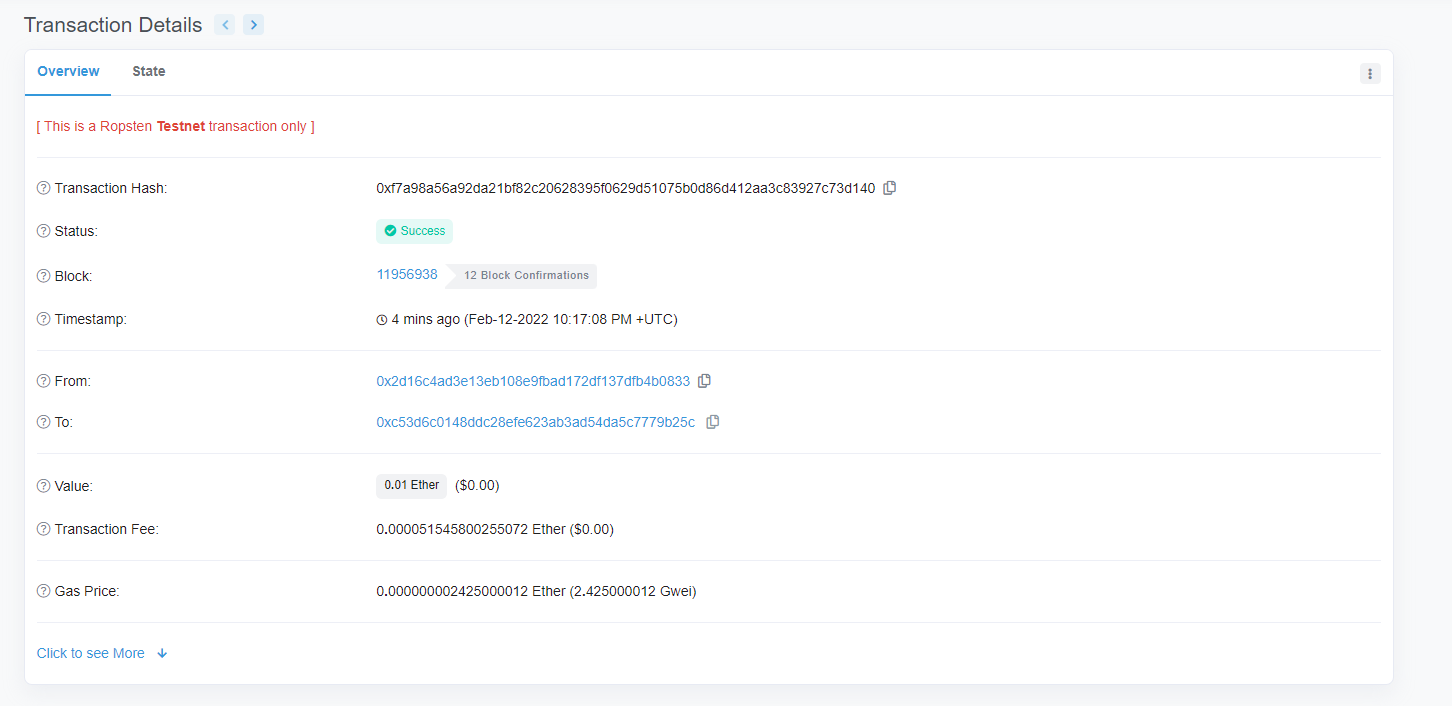 Transaction Details
Overview State
[ This is a Ropsten Testnet transaction only ]
Transaction Hash: 0xf7a98a56a92da21bf82c20628395f0629d51075b0d86d412aa3c83927c73d140
Status: Success
Block: 11956938 12 Block Confirmations
Timestamp: 4 mins ago (Feb-12-2022 10:17:08 PM +UTC)
From: 0x2d16c4ad3e13eb108e9fbad172df137dfb4b0833
To: 0xc53d6c0148ddc28efe623ab3ad54da5c7779b25c
Value: 0.01 Ether ($0.00)
Transaction Fee: 0.000051545800255072 Ether ($0.00)
Gas Price: 0.000000002425000012 Ether (2.425000012 Gwei)
Click to see More